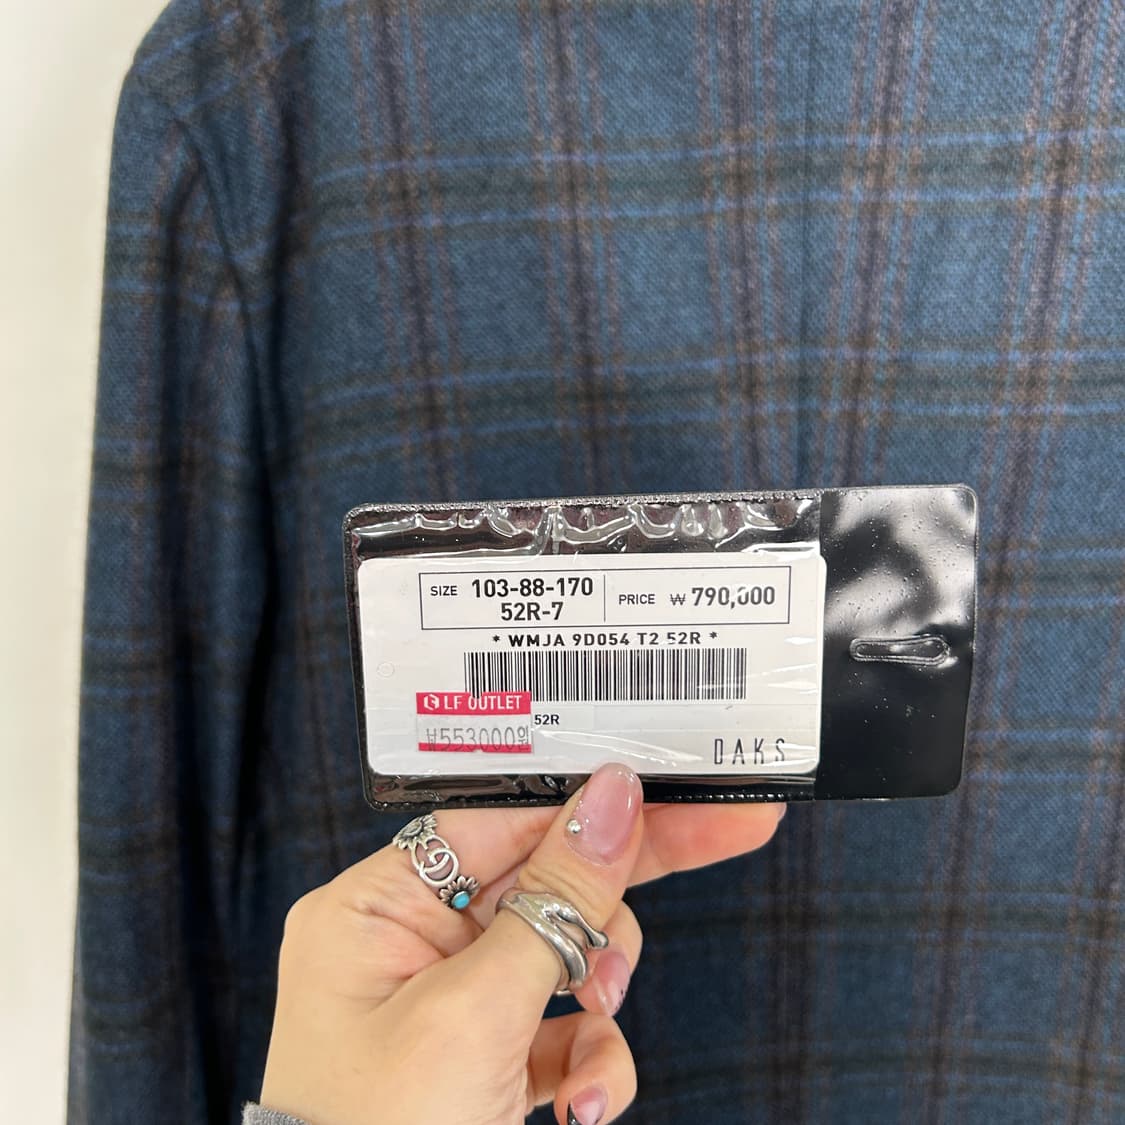 SIZE 103-88-170 PRICE ₩ 790,000
52R-7
* WMJA 9D054 T2 52R *
LF OUTLET
52R
₩553000원
DAKS